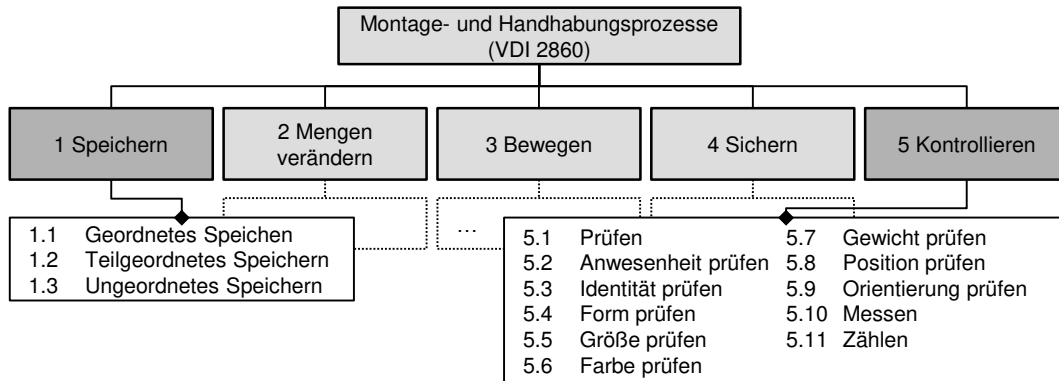 Montage- und Handhabungsprozesse
(VDI 2860)
1 Speichern
2 Mengen
verändern
3 Bewegen
4 Sichern
5 Kontrollieren
1.1 Geordnetes Speichen
1.2 Teilgeordnetes Speichern
1.3 Ungeordnetes Speichern
...
5.1 Prüfen
5.2 Anwesenheit prüfen
5.3 Identität prüfen
5.4 Form prüfen
5.5 Größe prüfen
5.6 Farbe prüfen
5.7 Gewicht prüfen
5.8 Position prüfen
5.9 Orientierung prüfen
5.10 Messen
5.11 Zählen